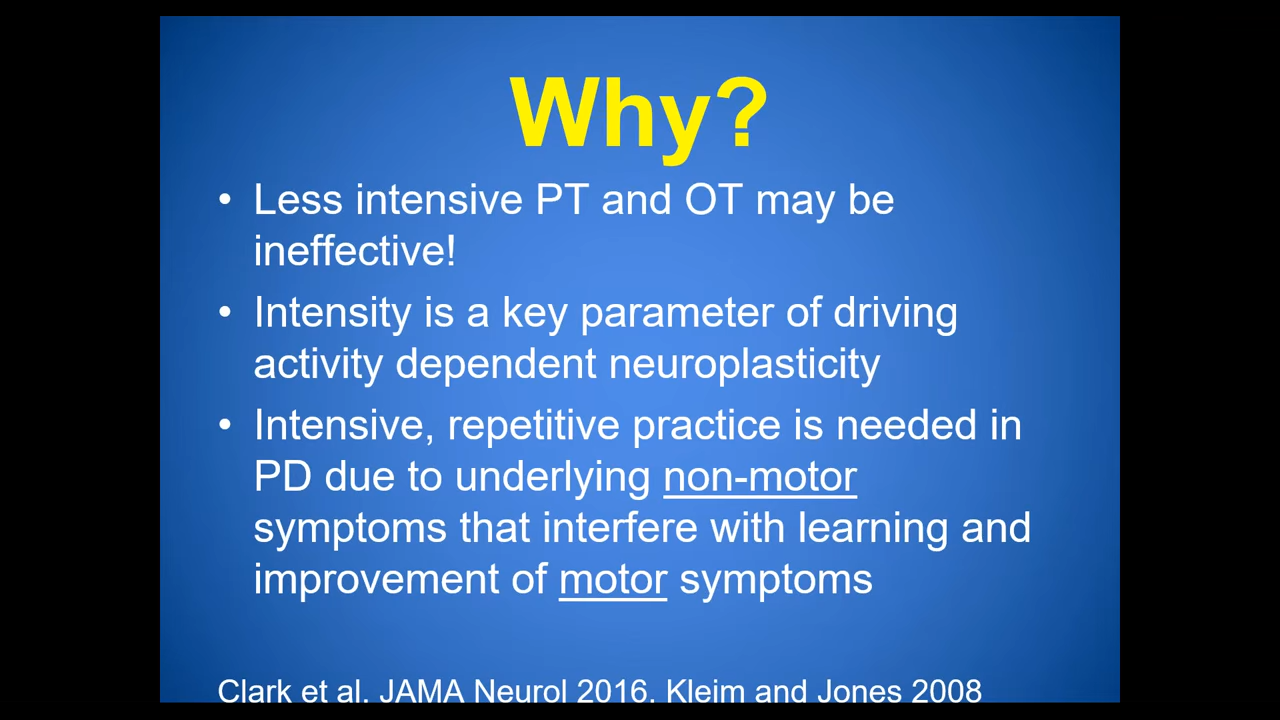 Why?
• Less intensive PT and OT may be
ineffective!
• Intensity is a key parameter of driving
activity dependent neuroplasticity
• Intensive, repetitive practice is needed in
PD due to underlying non-motor
symptoms that interfere with learning and
improvement of motor symptoms
Clark et al. JAMA Neurol 2016. Kleim and Jones 2008